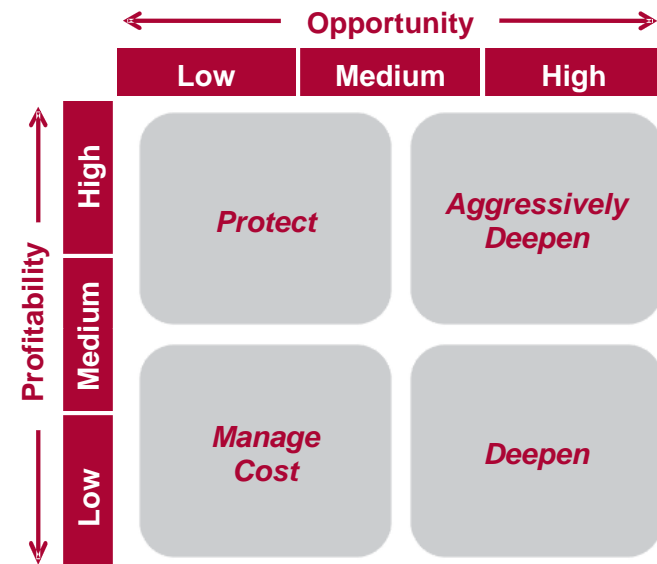 Opportunity
Low Medium High
High
Medium
Low
Profitability
Protect
Aggressively
Deepen
Manage
Cost
Deepen